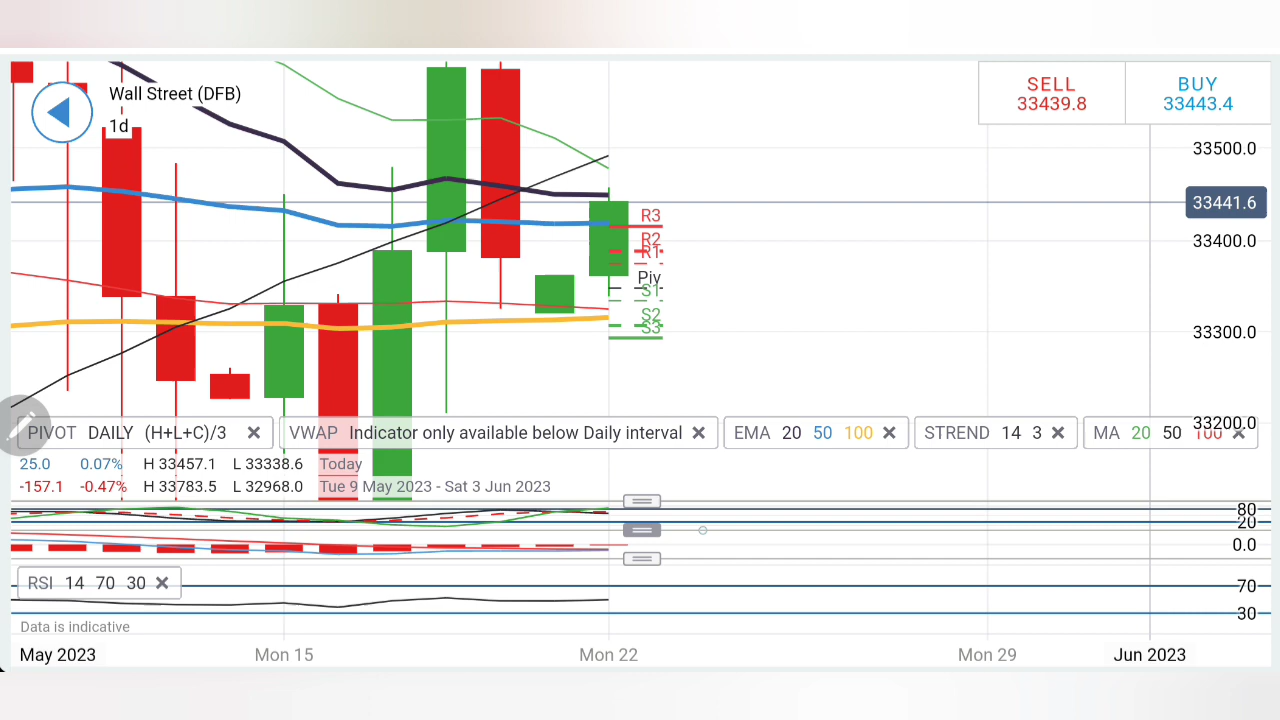 Wall Street (DFB)
1d
SELL
33439.8
BUY
33443.4
33500.0
33441.6
33400.0
33300.0
33200.0
R3
R2
R1
Piv
S1
S2
S3
PIVOT DAILY (H+L+C)/3
VWAP Indicator only available below Daily interval
EMA 20 50 100
STREND 14 3
MA 20 50 100
25.0 0.07% H 33457.1 L 33338.6 Today
-157.1 -0.47% H 33783.5 L 32968.0 Tue 9 May 2023 - Sat 3 Jun 2023
80
20
0.0
RSI 14 70 30
70
30
Data is indicative
May 2023 Mon 15 Mon 22 Mon 29 Jun 2023